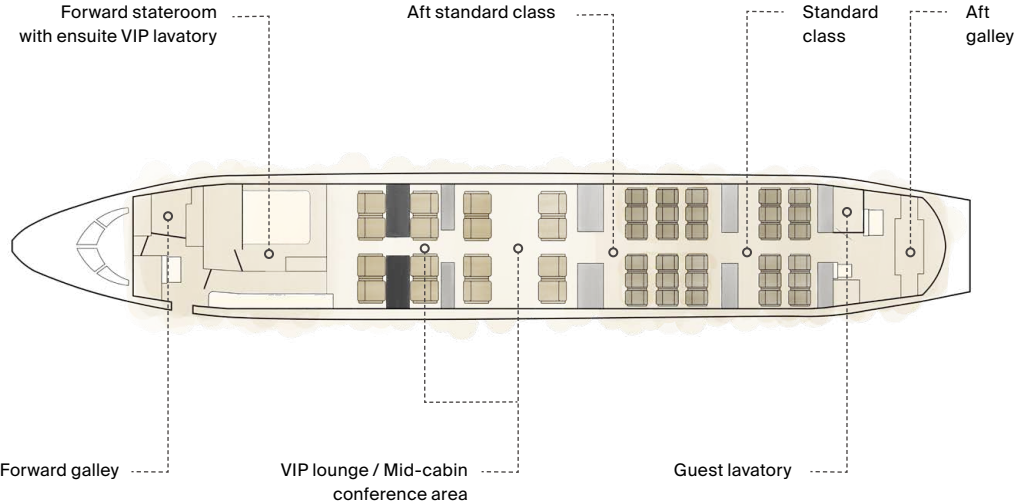 Forward stateroom
with ensuite VIP lavatory
Aft standard class
Standard
class
Aft
galley
Forward galley
VIP lounge / Mid-cabin
conference area
Guest lavatory